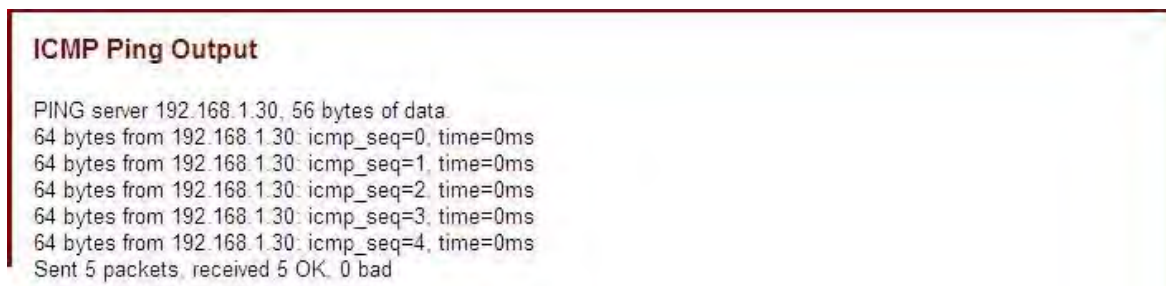 ICMP Ping Output
PING server 192.168.1.30, 56 bytes of data.
64 bytes from 192.168.1.30: icmp_seq=0, time=0ms
64 bytes from 192.168.1.30: icmp_seq=1, time=0ms
64 bytes from 192.168.1.30: icmp_seq=2, time=0ms
64 bytes from 192.168.1.30: icmp_seq=3, time=0ms
64 bytes from 192.168.1.30: icmp_seq=4, time=0ms
Sent 5 packets, received 5 OK, 0 bad